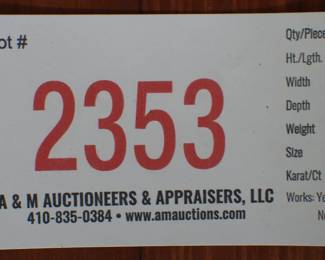 ot #
2353
A & M AUCTIONEERS & APPRAISERS, LLC
410-835-0384 • www.amauctions.com
Qty/Piece
Ht./Lgth.
Width
Depth
Weight
Size
Karat/Ct
Works: Ye
No